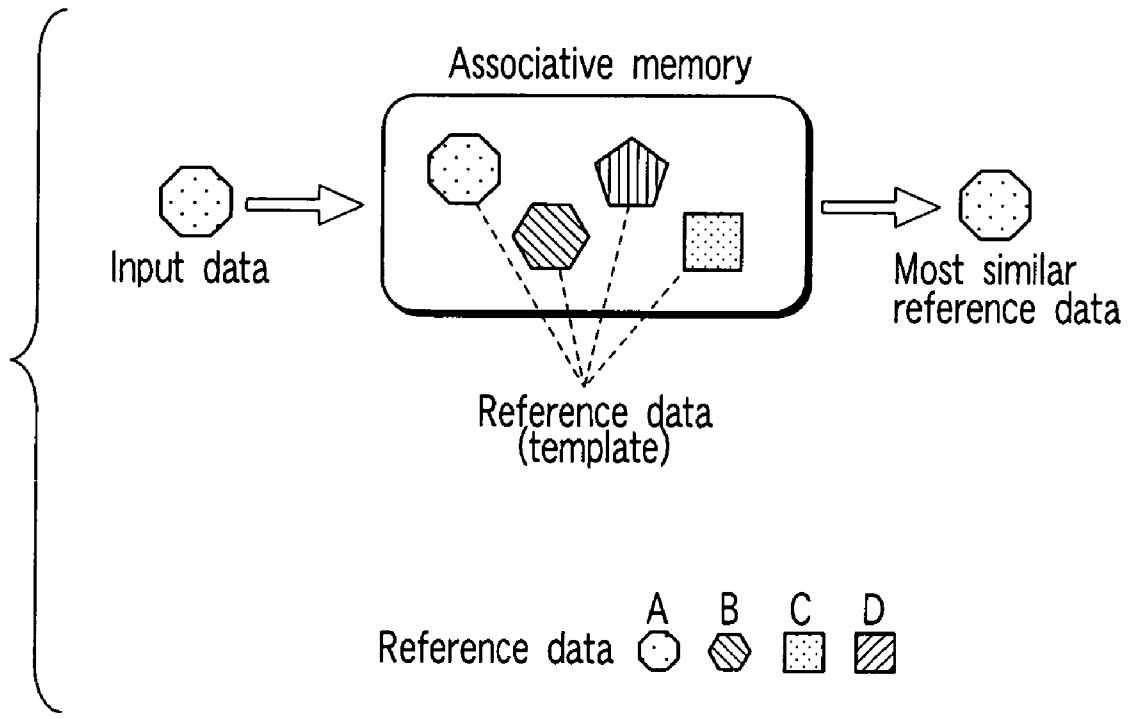 Associative memory
Input data
Most similar
reference data
Reference data
(template)
A B C D
Reference data